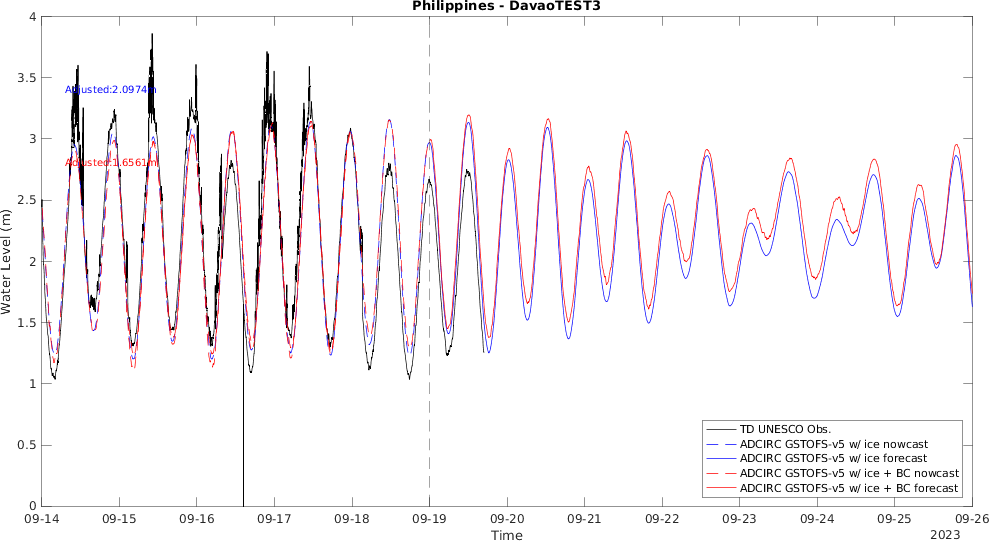 Philippines - DavaoTEST3
4
3.5
3
2.5
2
1.5
1
0.5
0
Water Level (m)
Adjusted:2.0974m
Adjusted:1.6561m
TD UNESCO Obs.
ADCIRC GSTOFS-v5 w/ ice nowcast
ADCIRC GSTOFS-v5 w/ ice forecast
ADCIRC GSTOFS-v5 w/ ice + BC nowcast
ADCIRC GSTOFS-v5 w/ ice + BC forecast
09-14 09-15 09-16 09-17 09-18 09-19 09-20 09-21 09-22 09-23 09-24 09-25 09-26
Time
2023